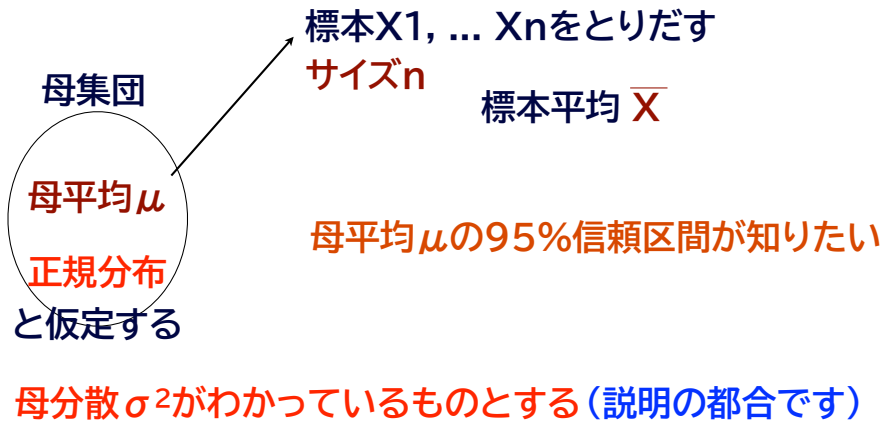 標本X1, ... Xnをとりだす
サイズn
母集団
標本平均 X̅
母平均μ
母平均μの95%信頼区間が知りたい
正規分布
と仮定する
母分散σ²がわかっているものとする（説明の都合です）